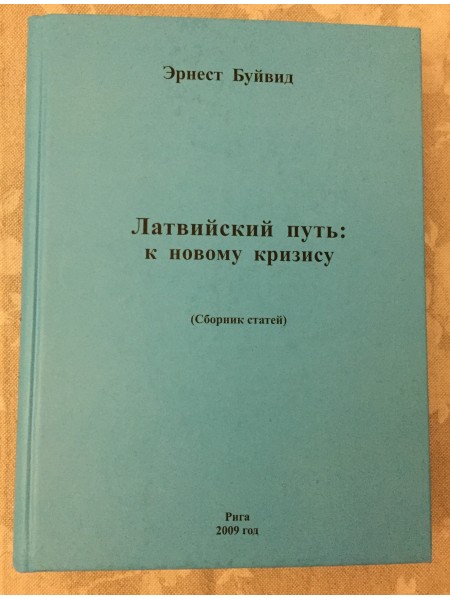 Эрнест Буйвид
Латвийский путь:
к новому кризису
(Сборник статей)
Рига
2009 год